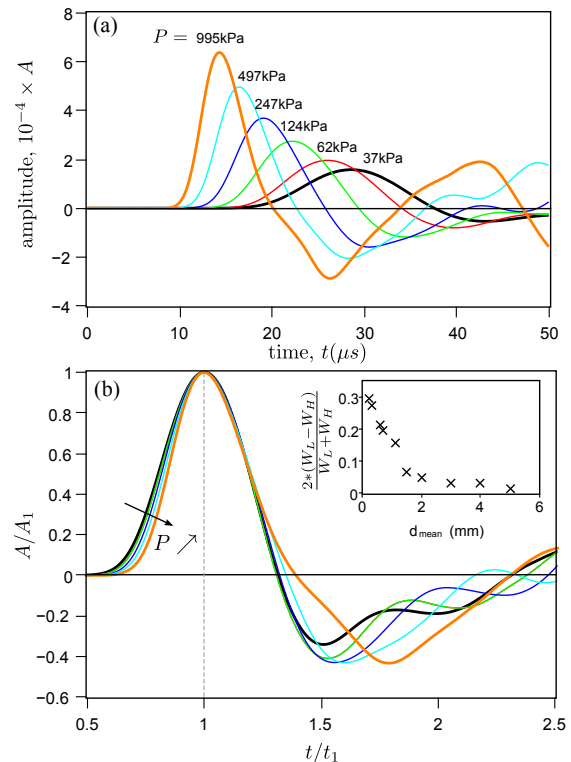 (a)
P = 995kPa
497kPa
247kPa
124kPa
62kPa
37kPa
8
6
4
2
0
−2
−4
amplitude, 10⁻⁴ × A
0 10 20 30 40 50
time, t(μs)
(b)
1
0.8
0.6
0.4
0.2
0
−0.2
−0.4
−0.6
A/A₁
P ↗
2*(W_L−W_H)
W_L+W_H
0.3
0.2
0.1
0
0 2 4 6
d_mean (mm)
0.5 1 1.5 2 2.5
t/t₁